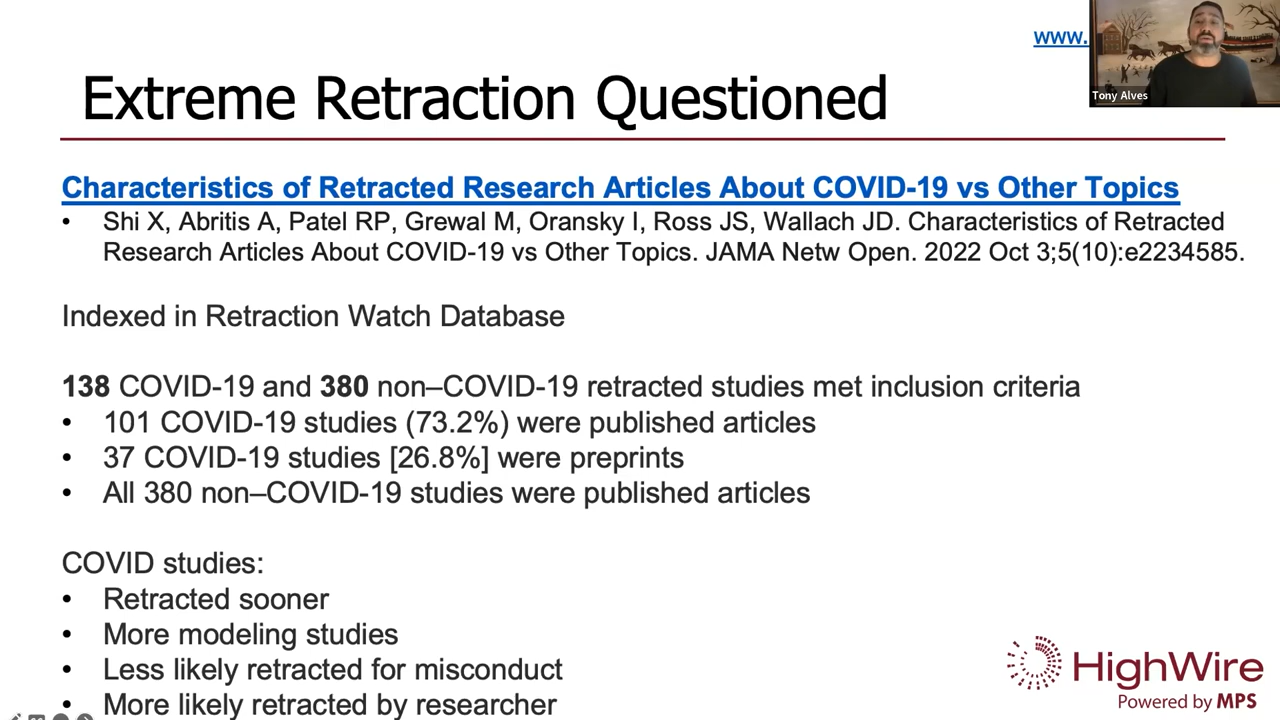 www.
Tony Alves
Extreme Retraction Questioned
Characteristics of Retracted Research Articles About COVID-19 vs Other Topics
• Shi X, Abritis A, Patel RP, Grewal M, Oransky I, Ross JS, Wallach JD. Characteristics of Retracted
Research Articles About COVID-19 vs Other Topics. JAMA Netw Open. 2022 Oct 3;5(10):e2234585.
Indexed in Retraction Watch Database
138 COVID-19 and 380 non–COVID-19 retracted studies met inclusion criteria
• 101 COVID-19 studies (73.2%) were published articles
• 37 COVID-19 studies [26.8%] were preprints
• All 380 non–COVID-19 studies were published articles
COVID studies:
• Retracted sooner
• More modeling studies
• Less likely retracted for misconduct
• More likely retracted by researcher
HighWire
Powered by MPS